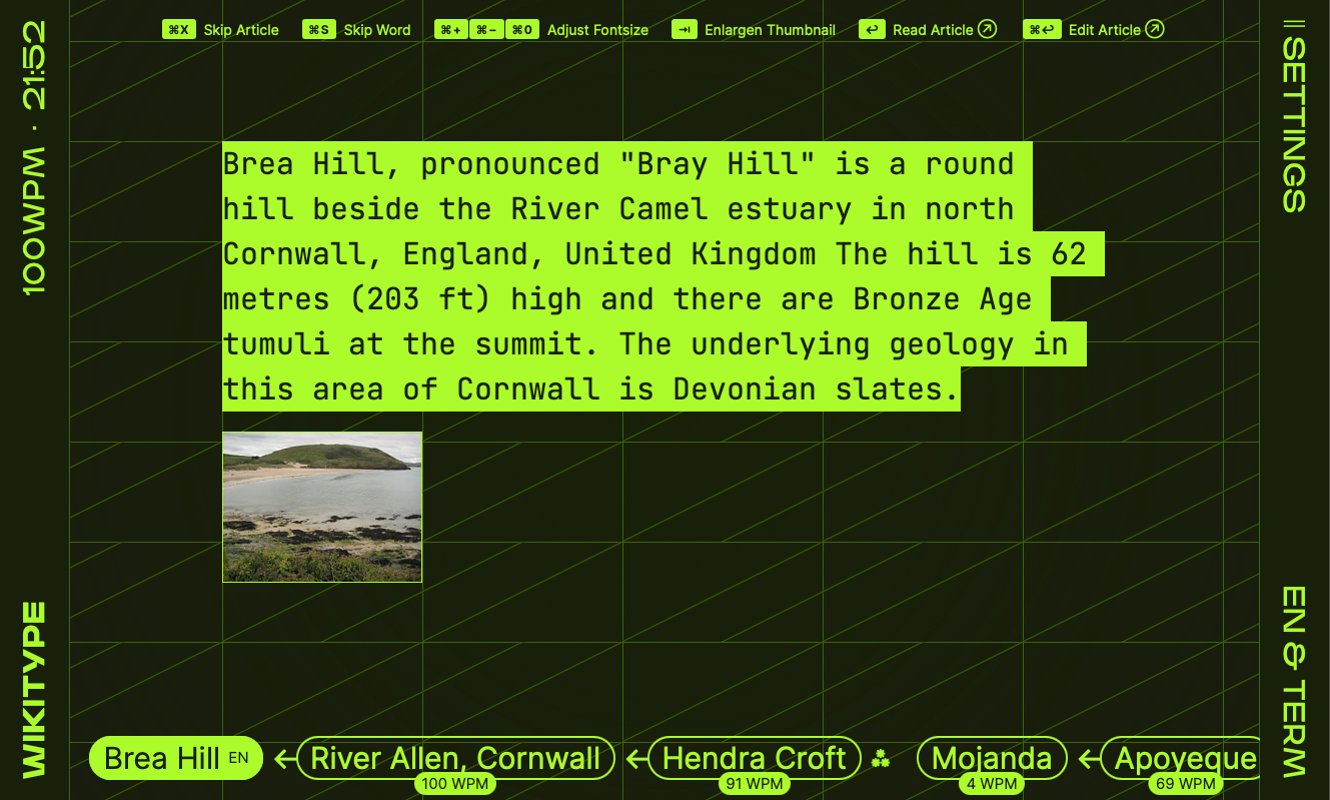 ⌘X Skip Article ⌘S Skip Word ⌘+ ⌘− ⌘0 Adjust Fontsize ⇥ Enlargen Thumbnail ↩ Read Article ⌘↩ Edit Article
100WPM · 21:52
SETTINGS
Brea Hill, pronounced "Bray Hill" is a round
hill beside the River Camel estuary in north
Cornwall, England, United Kingdom The hill is 62
metres (203 ft) high and there are Bronze Age
tumuli at the summit. The underlying geology in
this area of Cornwall is Devonian slates.
WIKITYPE
EN & TERM
Brea Hill EN ← River Allen, Cornwall ← Hendra Croft Mojanda ← Apoyeque
100 WPM 91 WPM 4 WPM 69 WPM